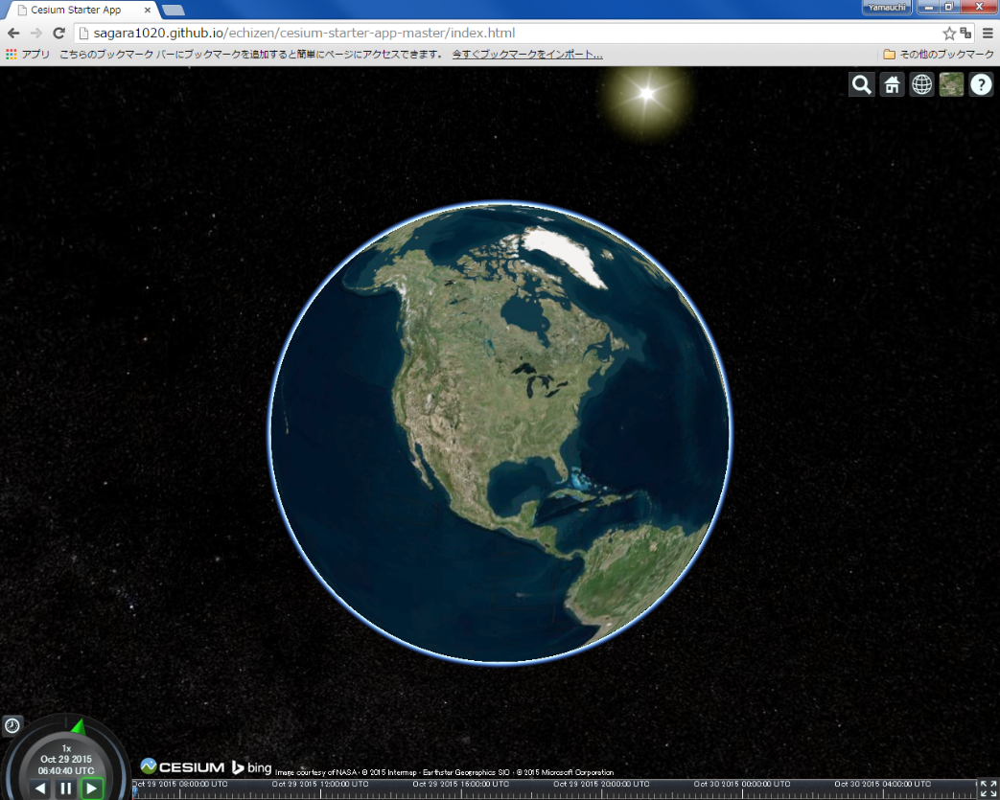 Cesium Starter App
Yamauchi
sagara1020.github.io/echizen/cesium-starter-app-master/index.html
アプリ こちらのブックマーク バーにブックマークを追加すると簡単にページにアクセスできます。 今すぐブックマークをインポート... その他のブックマーク
?
1x
Oct 29 2015
06:40:40 UTC
CESIUM bing Image courtesy of NASA · © 2015 Intermap · Earthstar Geographics SIO · © 2015 Microsoft Corporation
Oct 29 2015 08:00:00 UTC Oct 29 2015 12:00:00 UTC Oct 29 2015 16:00:00 UTC Oct 29 2015 20:00:00 UTC Oct 30 2015 00:00:00 UTC Oct 30 2015 04:00:00 UTC